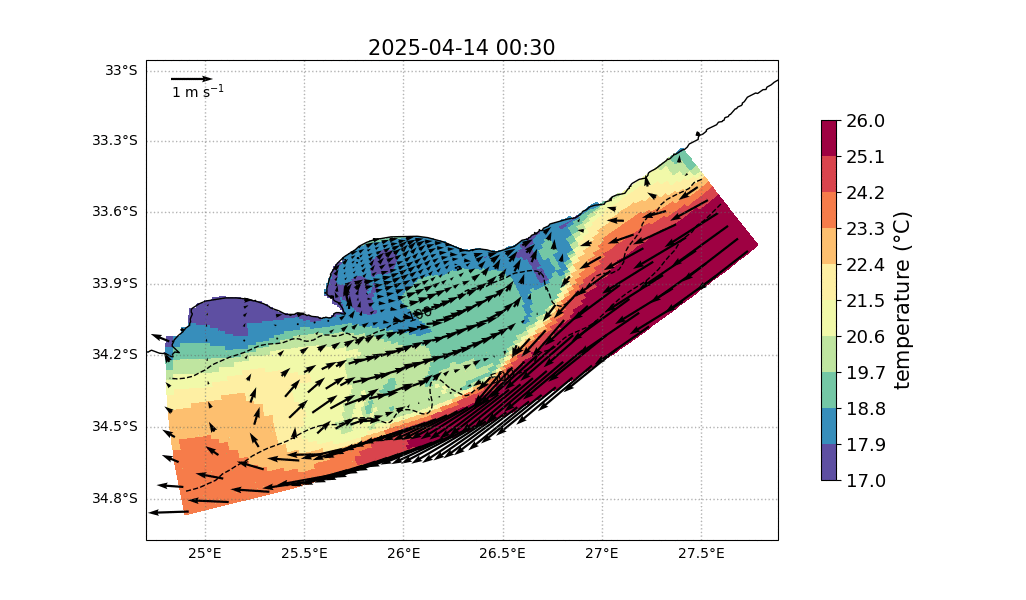 2025-04-14 00:30
33°S
33.3°S
33.6°S
33.9°S
34.2°S
34.5°S
34.8°S
1 m s⁻¹
100
25°E
25.5°E
26°E
26.5°E
27°E
27.5°E
26.0
25.1
24.2
23.3
22.4
21.5
20.6
19.7
18.8
17.9
17.0
temperature (°C)